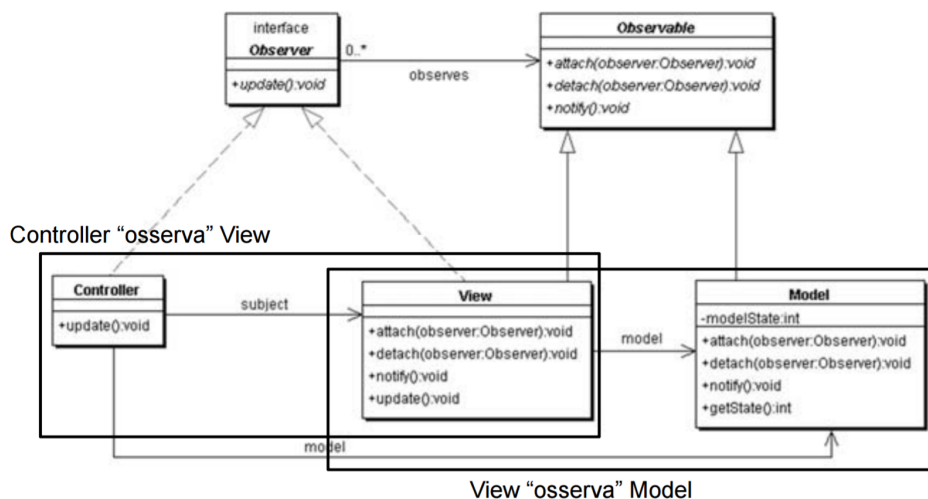 interface
Observer
+update():void
0..*
observes
Observable
+attach(observer:Observer):void
+detach(observer:Observer):void
+notify():void
Controller “osserva” View
Controller
+update():void
subject
View
+attach(observer:Observer):void
+detach(observer:Observer):void
+notify():void
+update():void
model
Model
-modelState:int
+attach(observer:Observer):void
+detach(observer:Observer):void
+notify():void
+getState():int
model
View “osserva” Model